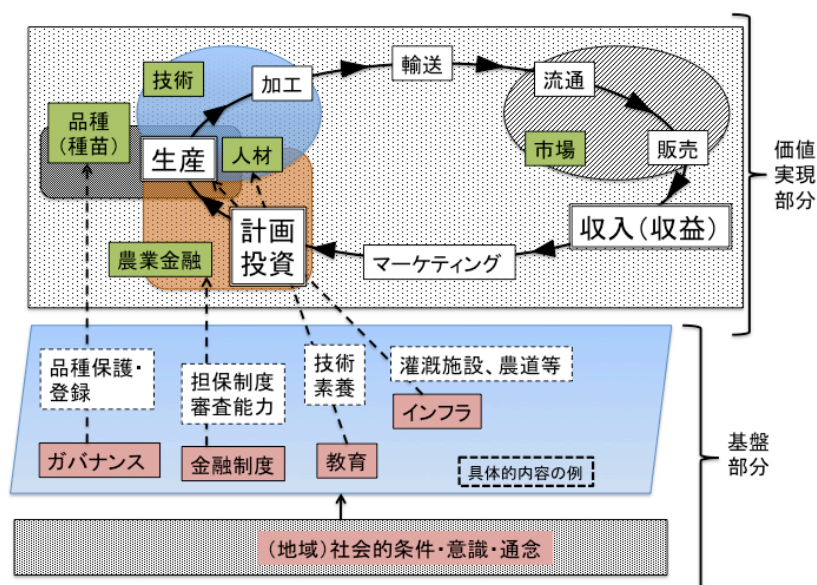 技術
加工
輸送
流通
品種
(種苗)
生産
人材
市場
販売
価値
実現
部分
計画
投資
収入(収益)
農業金融
マーケティング
品種保護・
登録
担保制度
審査能力
技術
素養
灌漑施設、農道等
インフラ
ガバナンス
金融制度
教育
具体的内容の例
基盤
部分
(地域)社会的条件・意識・通念